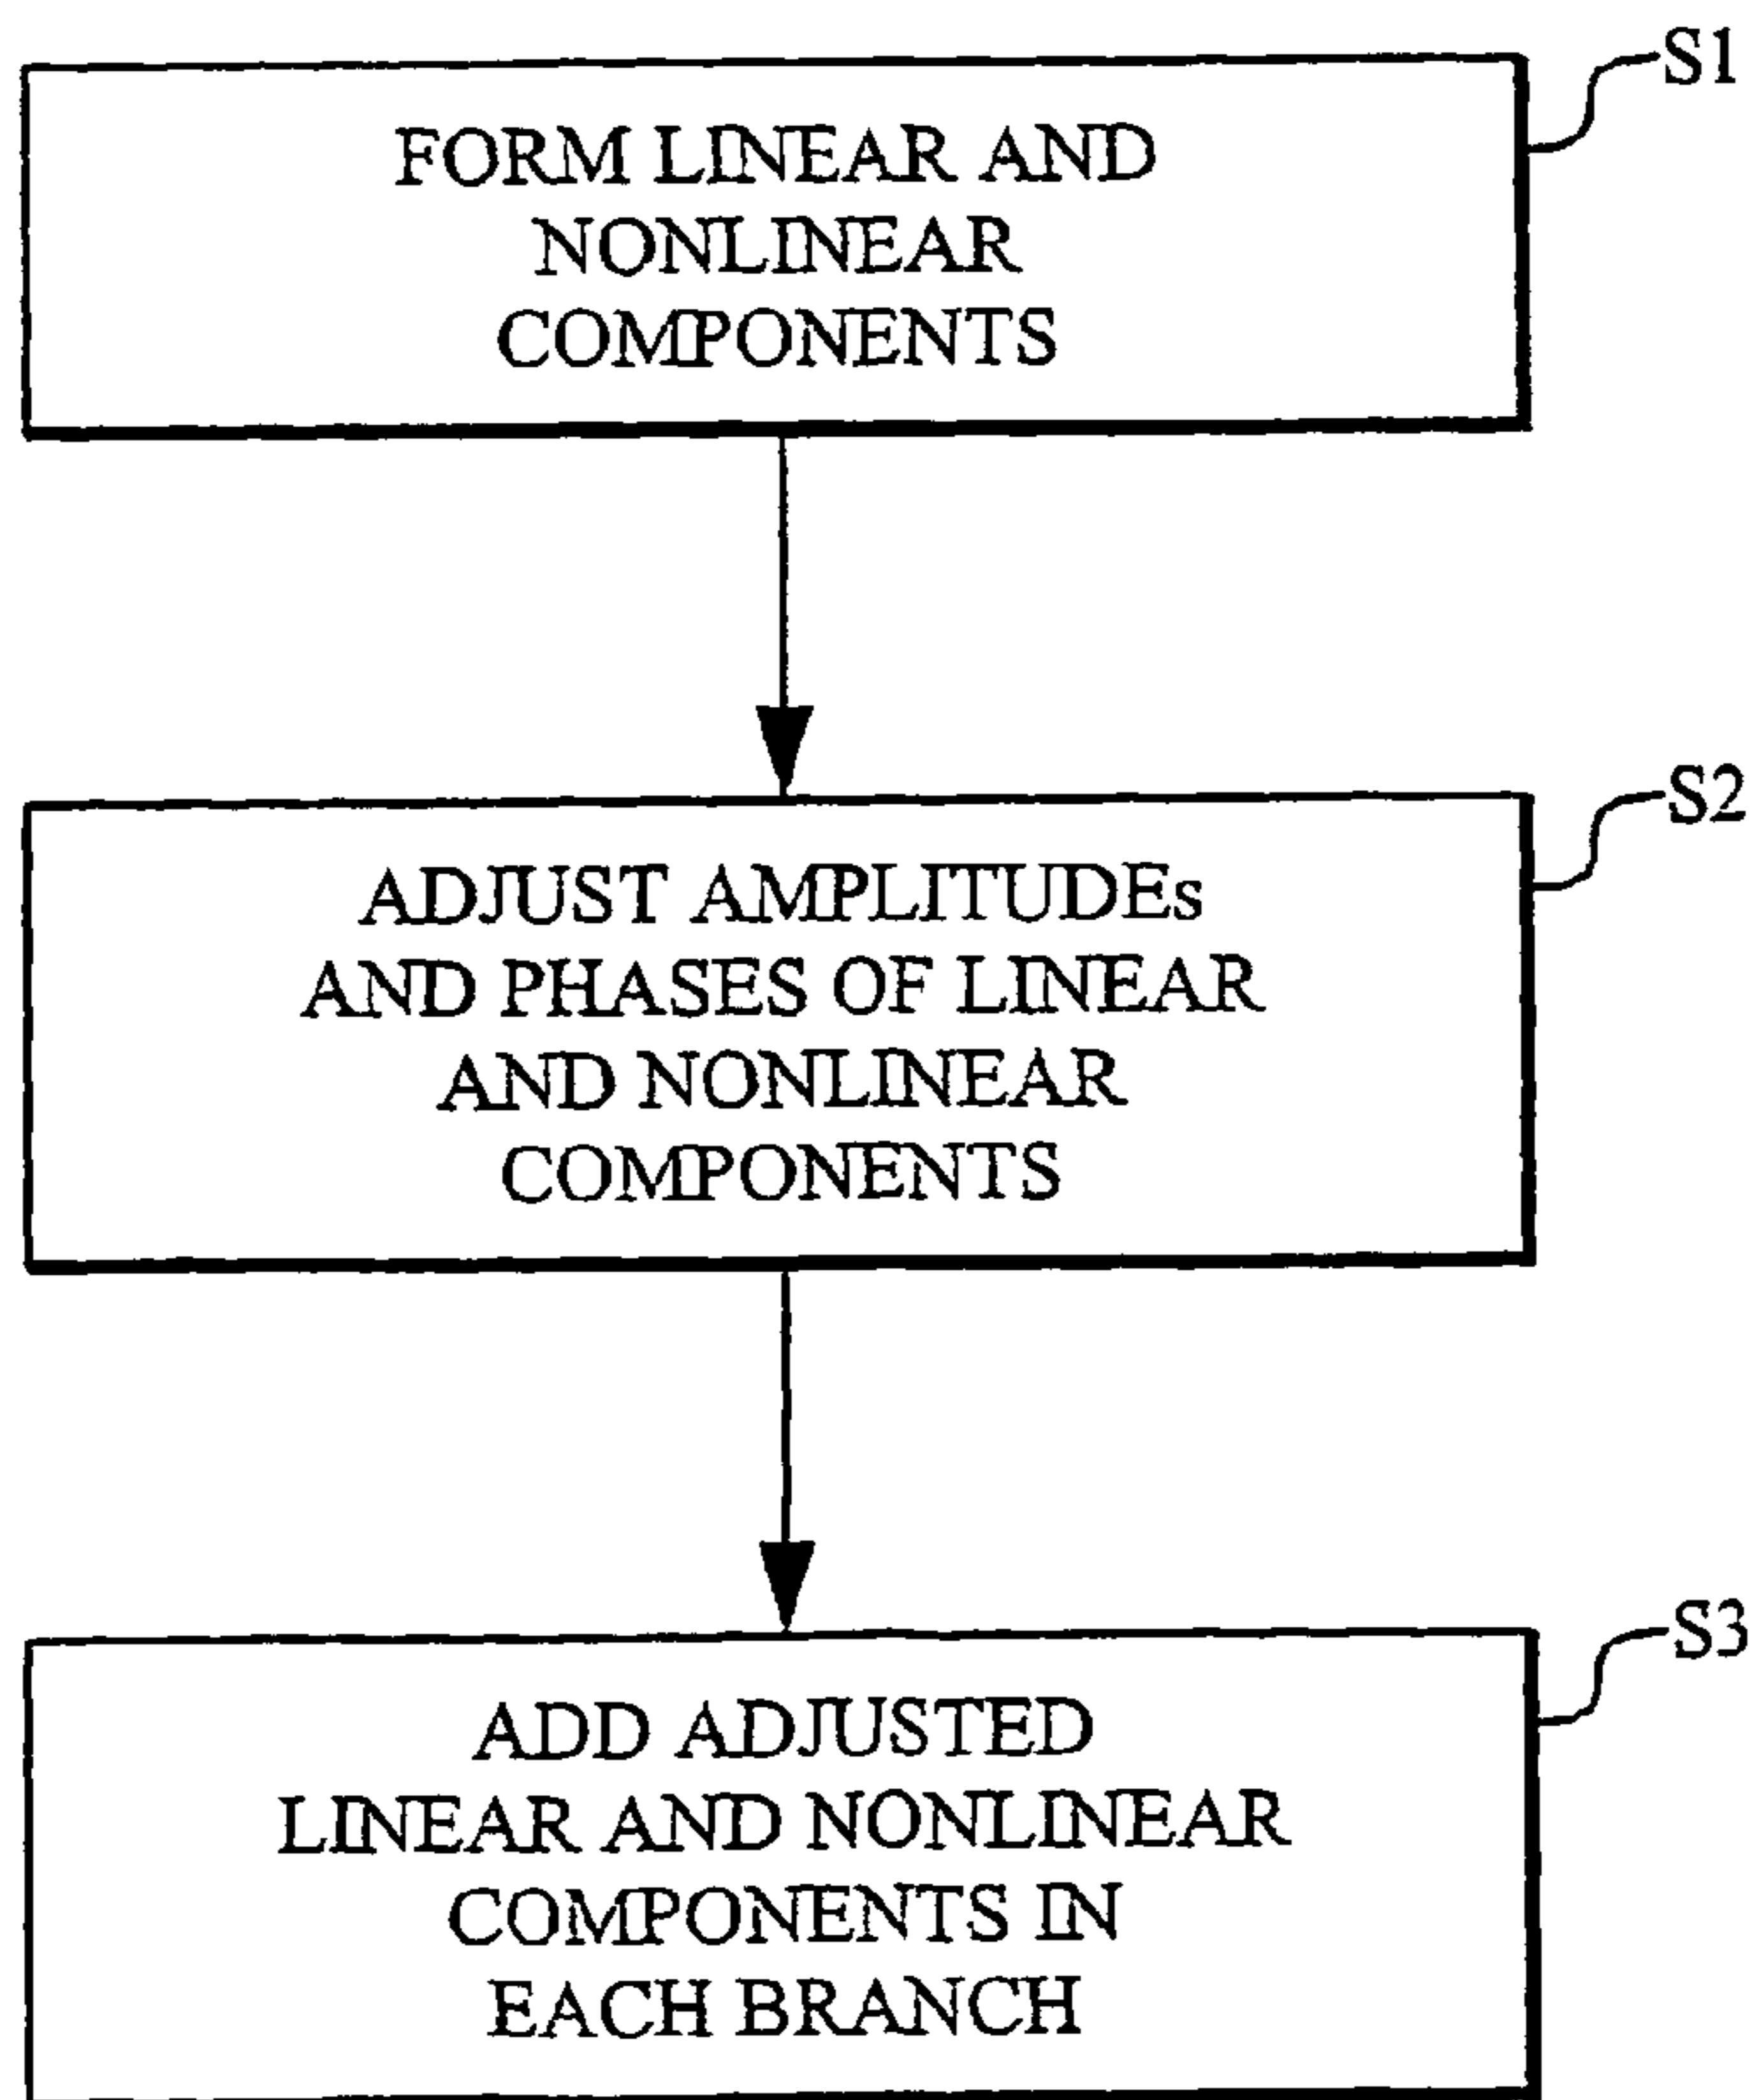 S1
FORM LINEAR AND
NONLINEAR
COMPONENTS
S2
ADJUST AMPLITUDEs
AND PHASES OF LINEAR
AND NONLINEAR
COMPONENTS
S3
ADD ADJUSTED
LINEAR AND NONLINEAR
COMPONENTS IN
EACH BRANCH